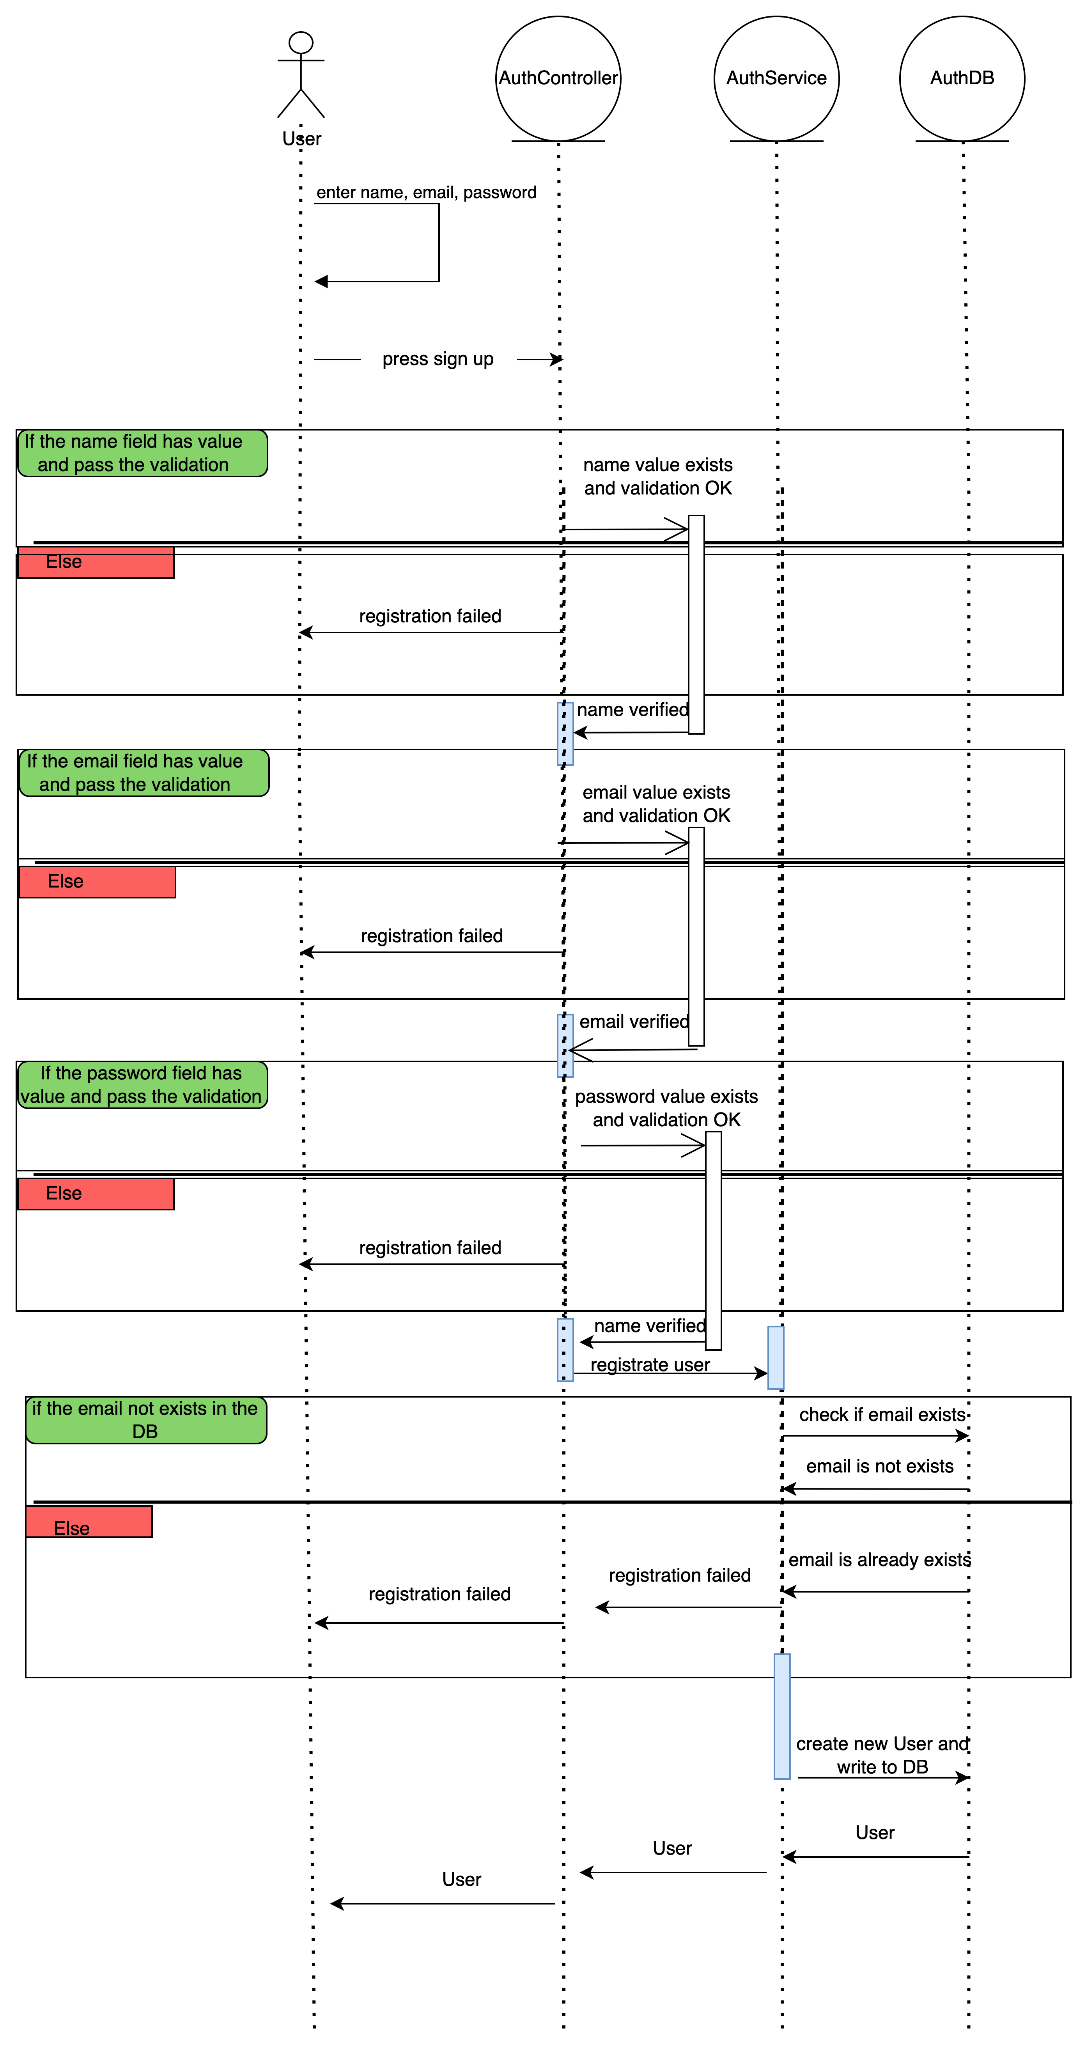 AuthController
AuthService
AuthDB
User
enter name, email, password
press sign up
If the name field has value
and pass the validation
name value exists
and validation OK
Else
registration failed
name verified
If the email field has value
and pass the validation
email value exists
and validation OK
Else
registration failed
email verified
If the password field has
value and pass the validation
password value exists
and validation OK
Else
registration failed
name verified
registrate user
if the email not exists in the
DB
check if email exists
email is not exists
Else
email is already exists
registration failed
registration failed
create new User and
write to DB
User
User
User